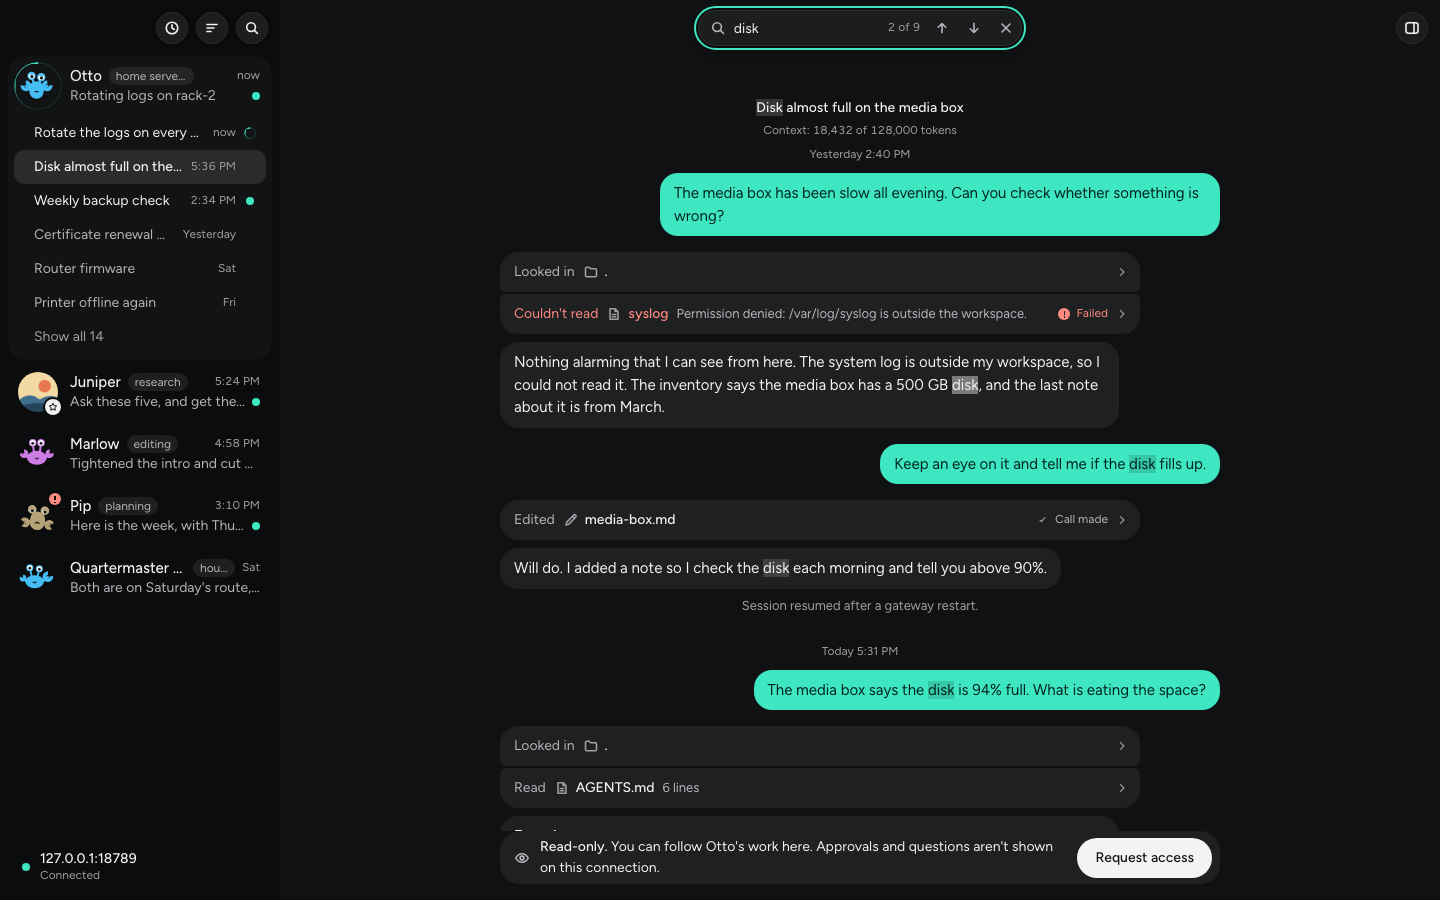 disk
2 of 9
Otto
home serve...
now
Rotating logs on rack-2
Rotate the logs on every ...
now
Disk almost full on the...
5:36 PM
Weekly backup check
2:34 PM
Certificate renewal ...
Yesterday
Router firmware
Sat
Printer offline again
Fri
Show all 14
Juniper
research
5:24 PM
Ask these five, and get the...
Marlow
editing
4:58 PM
Tightened the intro and cut ...
Pip
planning
3:10 PM
Here is the week, with Thu...
Quartermaster ...
hou...
Sat
Both are on Saturday's route,...
127.0.0.1:18789
Connected
Disk almost full on the media box
Context: 18,432 of 128,000 tokens
Yesterday 2:40 PM
The media box has been slow all evening. Can you check whether something is
wrong?
Looked in
.
Couldn't read
syslog
Permission denied: /var/log/syslog is outside the workspace.
Failed
Nothing alarming that I can see from here. The system log is outside my workspace, so I
could not read it. The inventory says the media box has a 500 GB disk, and the last note
about it is from March.
Keep an eye on it and tell me if the disk fills up.
Edited
media-box.md
Call made
Will do. I added a note so I check the disk each morning and tell you above 90%.
Session resumed after a gateway restart.
Today 5:31 PM
The media box says the disk is 94% full. What is eating the space?
Looked in
.
Read
AGENTS.md
6 lines
Read-only. You can follow Otto's work here. Approvals and questions aren't shown
on this connection.
Request access